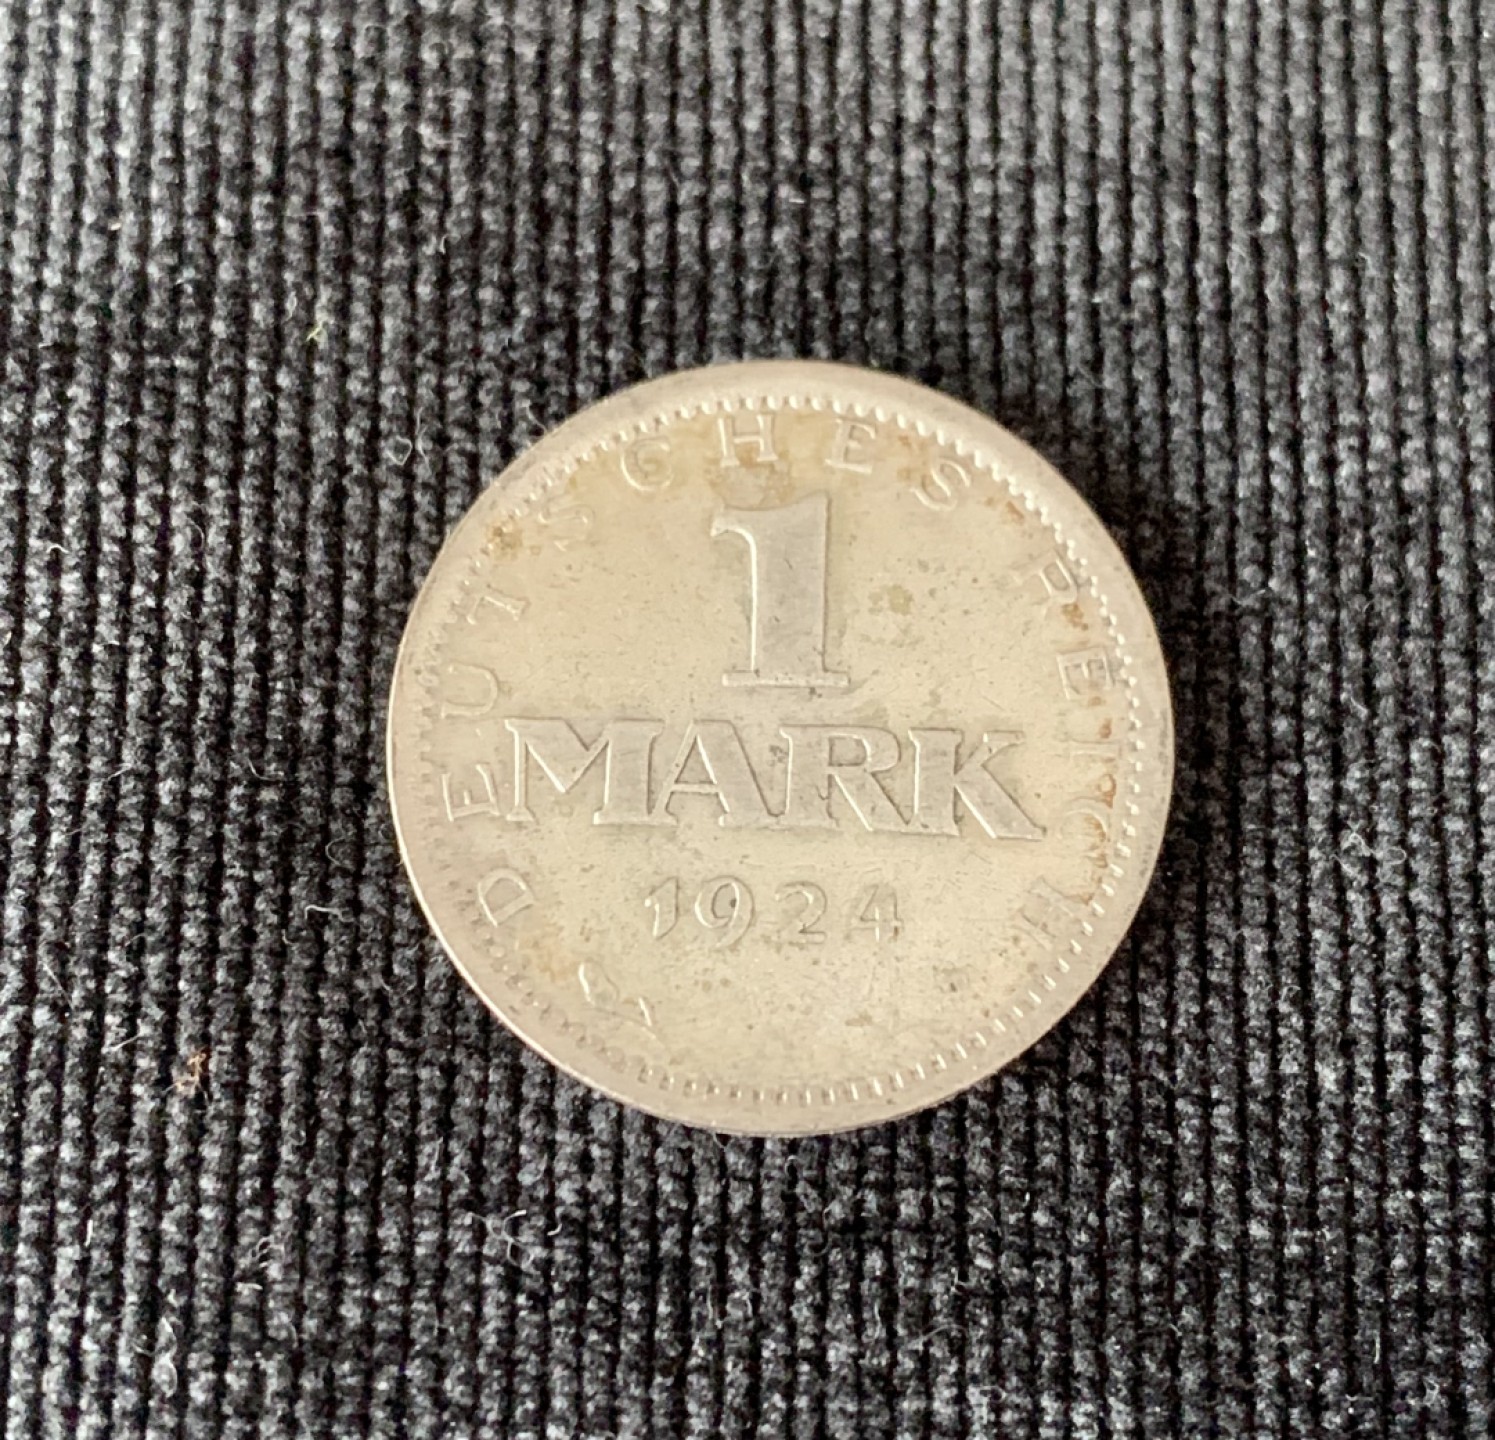 DEUTSCHES REICH
1
MARK
1924